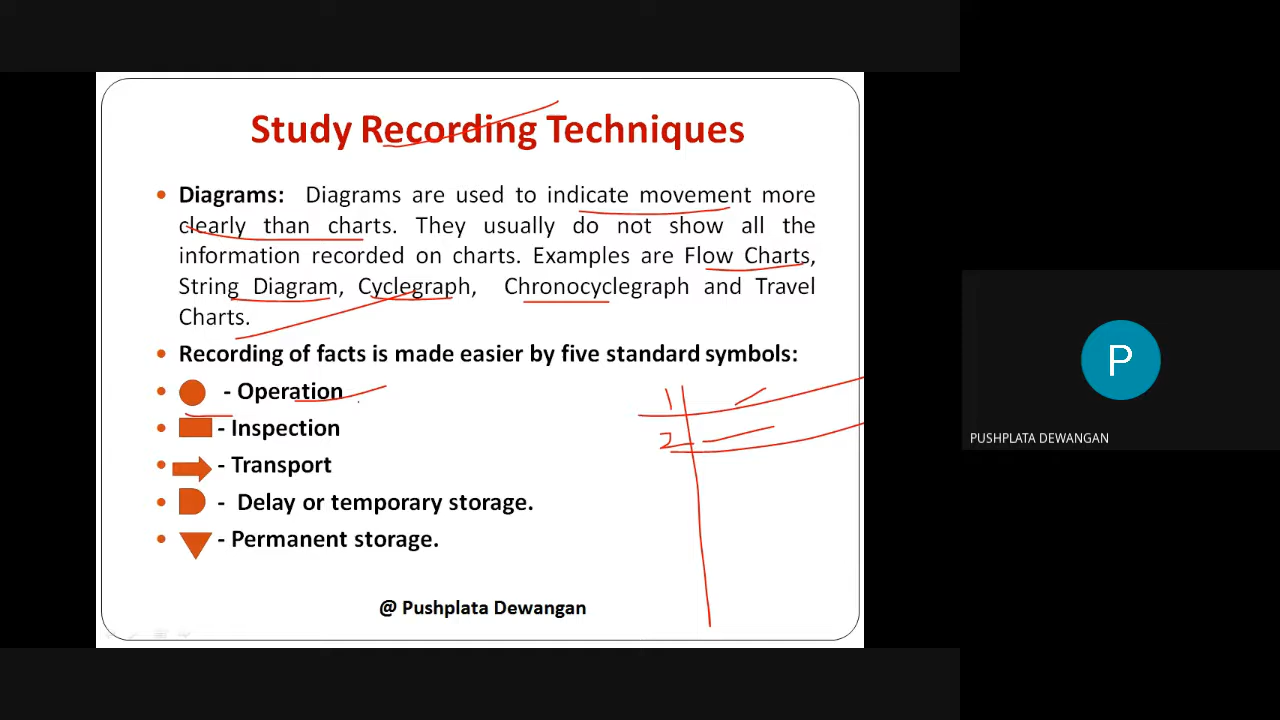 Study Recording Techniques
• Diagrams: Diagrams are used to indicate movement more
clearly than charts. They usually do not show all the
information recorded on charts. Examples are Flow Charts,
String Diagram, Cyclegraph, Chronocyclegraph and Travel
Charts.
• Recording of facts is made easier by five standard symbols:
• - Operation
• - Inspection
• - Transport
• - Delay or temporary storage.
• - Permanent storage.
1
2
@ Pushplata Dewangan
P
PUSHPLATA DEWANGAN